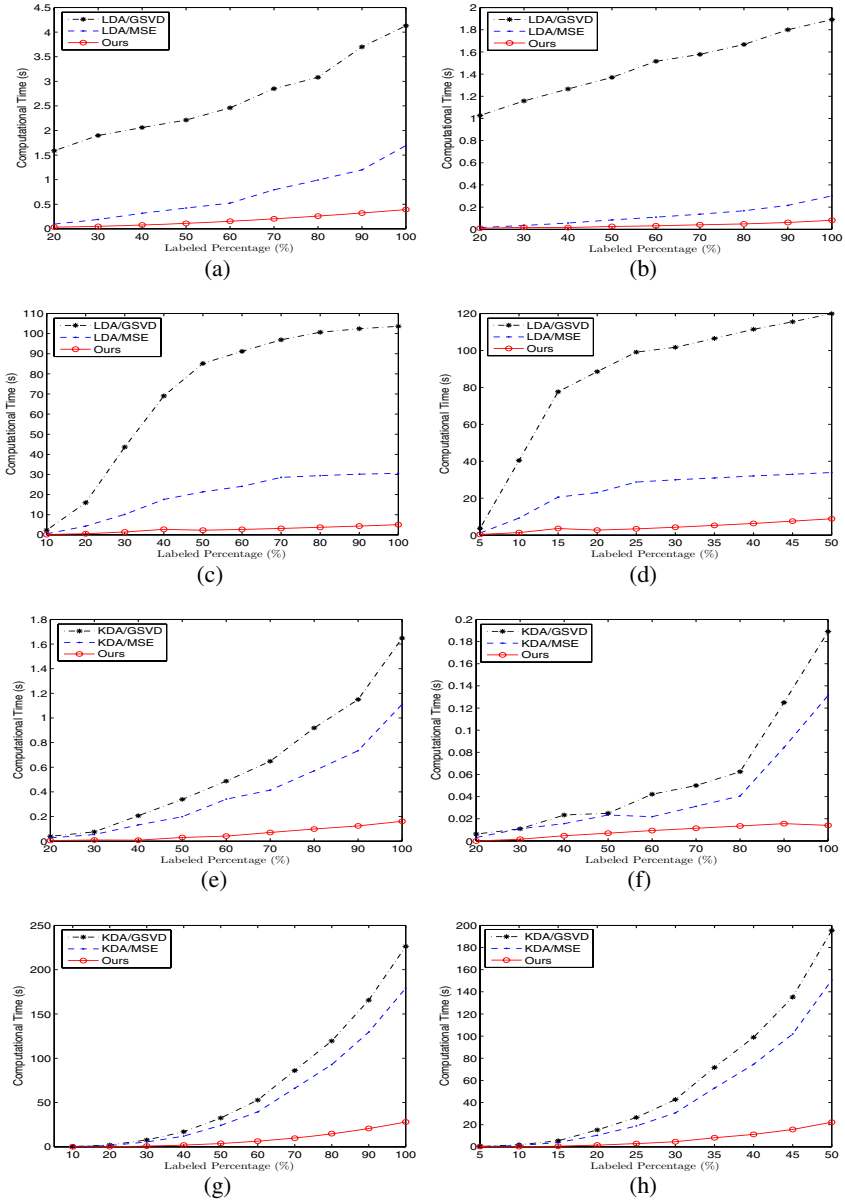 4.5
4
3.5
3
2.5
2
1.5
1
0.5
0
Computational Time (s)
LDA/GSVD
LDA/MSE
Ours
20 30 40 50 60 70 80 90 100
Labeled Percentage (%)
(a)
2
1.8
1.6
1.4
1.2
1
0.8
0.6
0.4
0.2
0
Computational Time (s)
LDA/GSVD
LDA/MSE
Ours
20 30 40 50 60 70 80 90 100
Labeled Percentage (%)
(b)
110
100
90
80
70
60
50
40
30
20
10
0
Computational Time (s)
LDA/GSVD
LDA/MSE
Ours
10 20 30 40 50 60 70 80 90 100
Labeled Percentage (%)
(c)
120
100
80
60
40
20
0
Computational Time (s)
LDA/GSVD
LDA/MSE
Ours
5 10 15 20 25 30 35 40 45 50
Labeled Percentage (%)
(d)
1.8
1.6
1.4
1.2
1
0.8
0.6
0.4
0.2
0
Computational Time (s)
KDA/GSVD
KDA/MSE
Ours
20 30 40 50 60 70 80 90 100
Labeled Percentage (%)
(e)
0.2
0.18
0.16
0.14
0.12
0.1
0.08
0.06
0.04
0.02
0
Computational Time (s)
KDA/GSVD
KDA/MSE
Ours
20 30 40 50 60 70 80 90 100
Labeled Percentage (%)
(f)
250
200
150
100
50
0
Computational Time (s)
KDA/GSVD
KDA/MSE
Ours
10 20 30 40 50 60 70 80 90 100
Labeled Percentage (%)
(g)
200
180
160
140
120
100
80
60
40
20
0
Computational Time (s)
KDA/GSVD
KDA/MSE
Ours
5 10 15 20 25 30 35 40 45 50
Labeled Percentage (%)
(h)